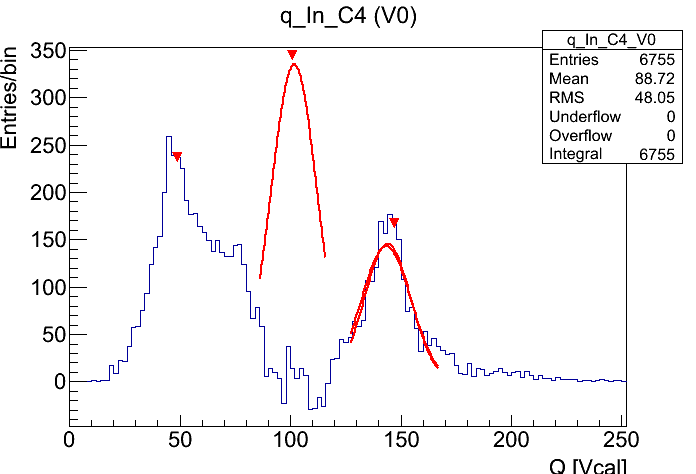 q_In_C4 (V0)
q_In_C4_V0
Entries 6755
Mean 88.72
RMS 48.05
Underflow 0
Overflow 0
Integral 6755
Entries/bin
350
300
250
200
150
100
50
0
0 50 100 150 200 250
Q [Vcal]